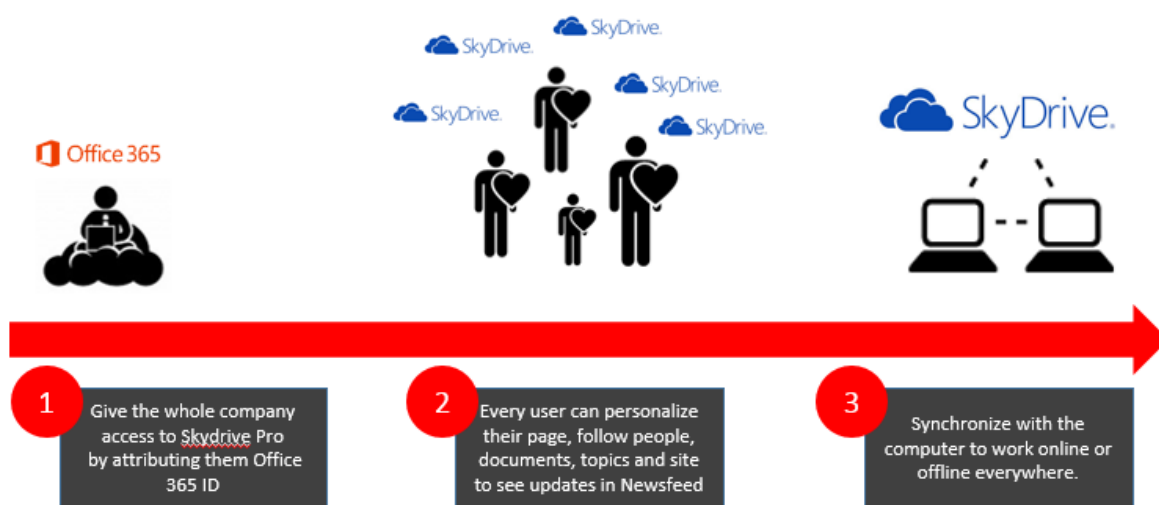 SkyDrive.
SkyDrive.
SkyDrive.
SkyDrive.
SkyDrive.
SkyDrive.
Office 365
1
Give the whole company
access to Skydrive Pro
by attributing them Office
365 ID
2
Every user can personalize
their page, follow people,
documents, topics and site
to see updates in Newsfeed
3
Synchronize with the
computer to work online or
offline everywhere.